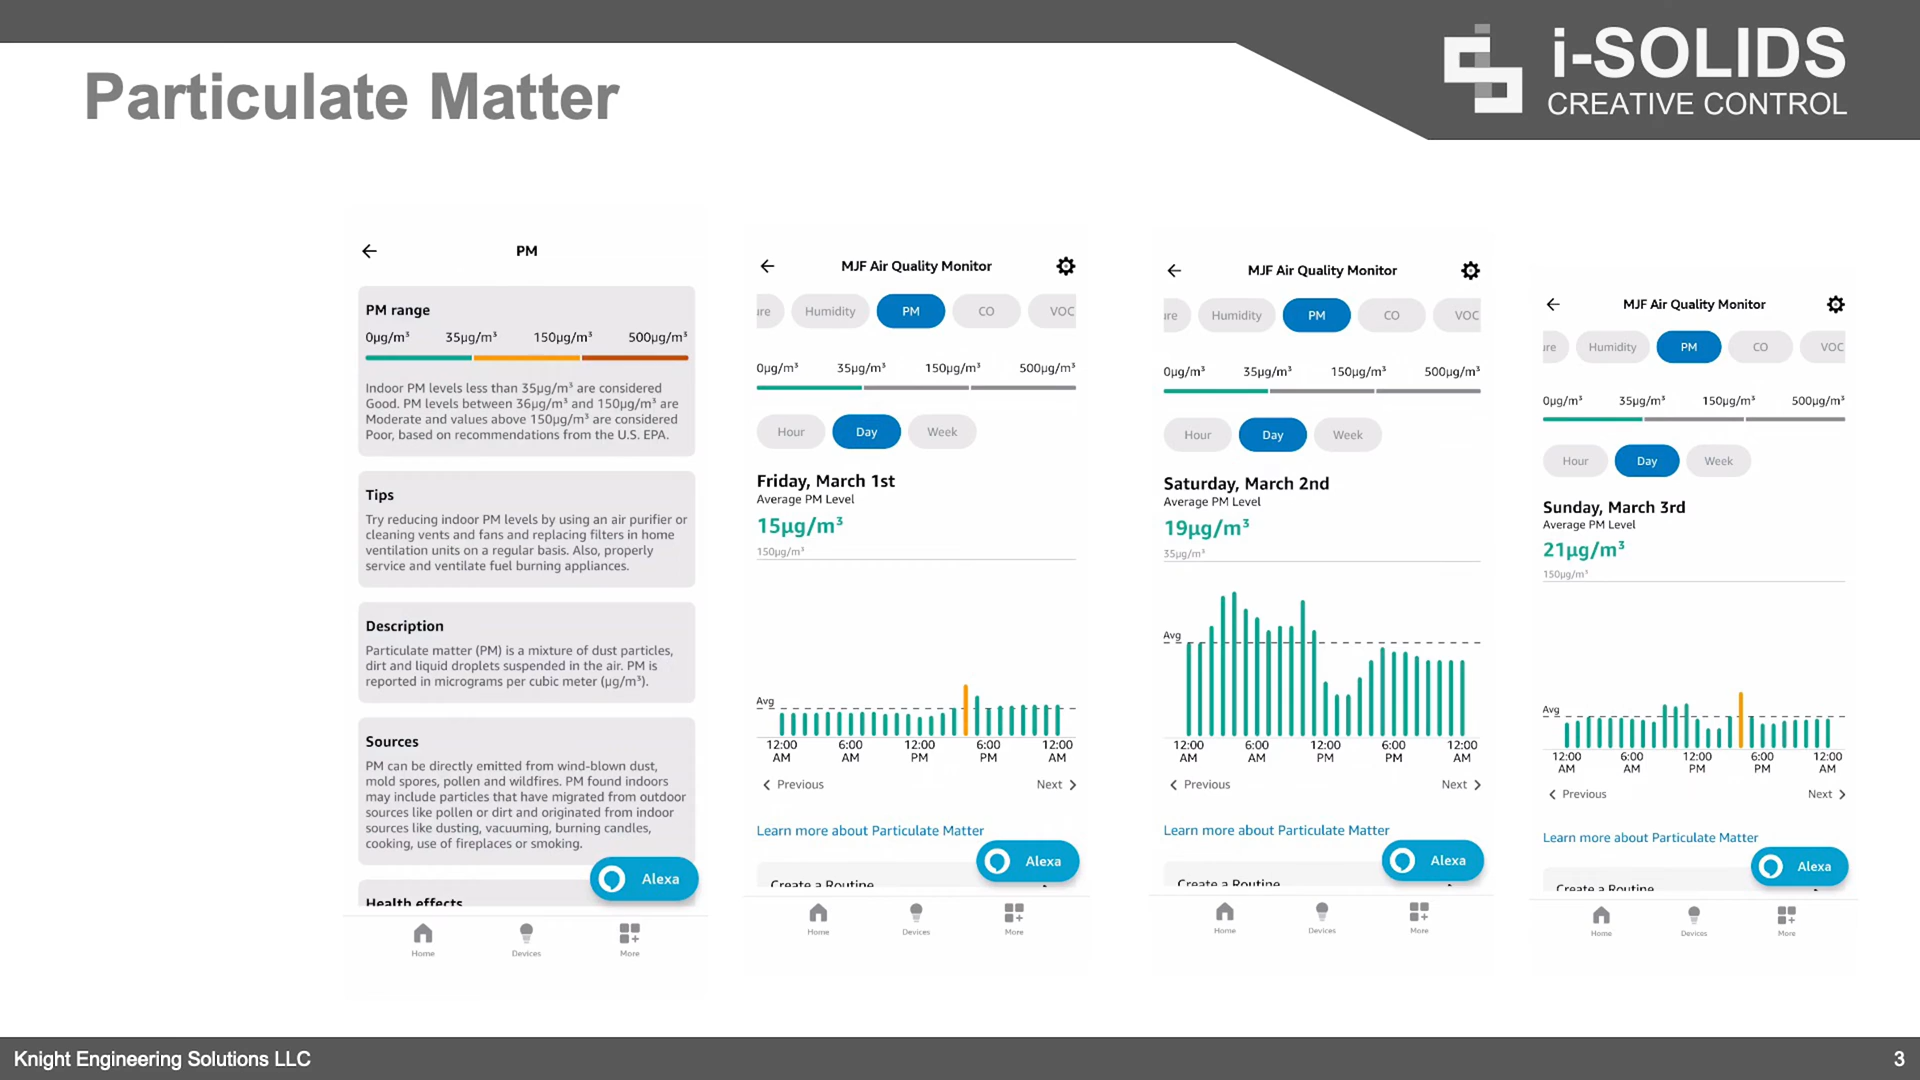 i-SOLIDS
CREATIVE CONTROL
Particulate Matter
PM
PM range
0µg/m³ 35µg/m³ 150µg/m³ 500µg/m³
Indoor PM levels less than 35µg/m³ are considered
Good. PM levels between 36µg/m³ and 150µg/m³ are
Moderate and values above 150µg/m³ are considered
Poor, based on recommendations from the U.S. EPA.
Tips
Try reducing indoor PM levels by using an air purifier or
cleaning vents and fans and replacing filters in home
ventilation units on a regular basis. Also, properly
service and ventilate fuel burning appliances.
Description
Particulate matter (PM) is a mixture of dust particles,
dirt and liquid droplets suspended in the air. PM is
reported in micrograms per cubic meter (µg/m³).
Sources
PM can be directly emitted from wind-blown dust,
mold spores, pollen and wildfires. PM found indoors
may include particles that have migrated from outdoor
sources like pollen or dirt and originated from indoor
sources like dusting, vacuuming, burning candles,
cooking, use of fireplaces or smoking.
Alexa
Health effects
Home Devices More
MJF Air Quality Monitor
ure Humidity PM CO VOC
0µg/m³ 35µg/m³ 150µg/m³ 500µg/m³
Hour Day Week
Friday, March 1st
Average PM Level
15µg/m³
150µg/m³
Avg
12:00 6:00 12:00 6:00 12:00
AM AM PM PM AM
Previous Next
Learn more about Particulate Matter
Alexa
Create a Routine
Home Devices More
MJF Air Quality Monitor
ure Humidity PM CO VOC
0µg/m³ 35µg/m³ 150µg/m³ 500µg/m³
Hour Day Week
Saturday, March 2nd
Average PM Level
19µg/m³
35µg/m³
Avg
12:00 6:00 12:00 6:00 12:00
AM AM PM PM AM
Previous Next
Learn more about Particulate Matter
Alexa
Create a Routine
Home Devices More
MJF Air Quality Monitor
ure Humidity PM CO VOC
0µg/m³ 35µg/m³ 150µg/m³ 500µg/m³
Hour Day Week
Sunday, March 3rd
Average PM Level
21µg/m³
150µg/m³
Avg
12:00 6:00 12:00 6:00 12:00
AM AM PM PM AM
Previous Next
Learn more about Particulate Matter
Alexa
Create a Routine
Home Devices More
Knight Engineering Solutions LLC
3